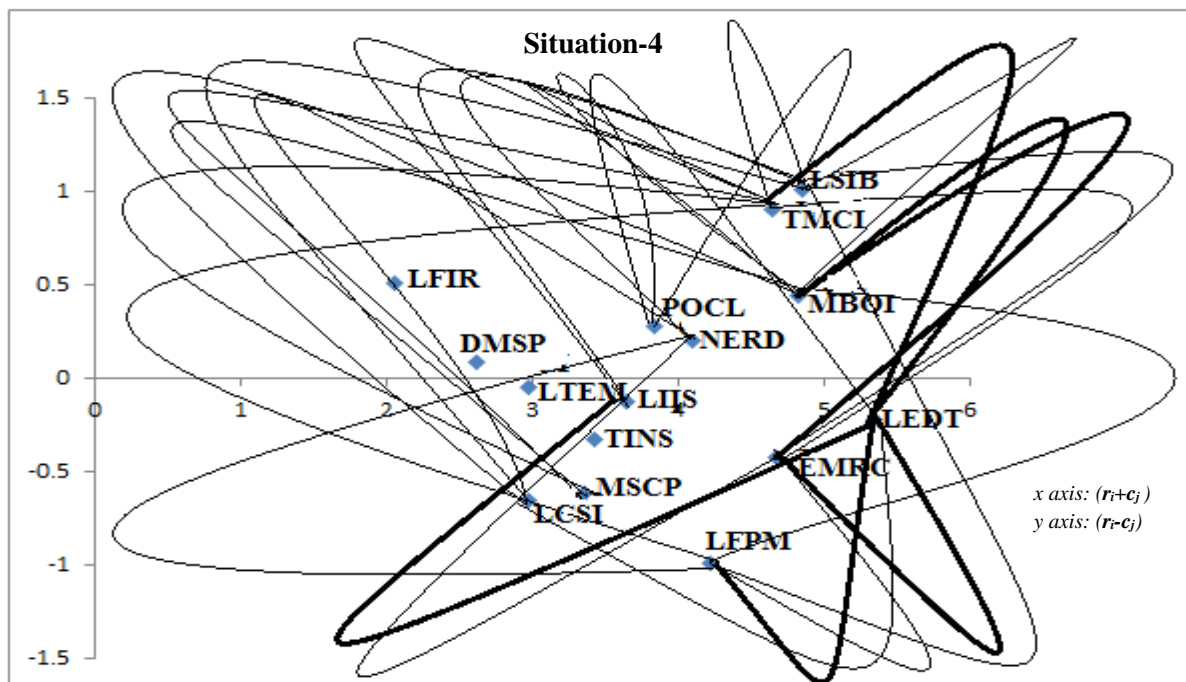 Situation-4
1.5
LSIB
1
TMCI
LFIR
0.5
MBQI
POCL
NERD
DMSP
0
0 1 2 3 4 5 6
LTEM
LIIS
LEDT
TINS
-0.5
EMRC
MSCP
LCSI
x axis: (ri+cj )
y axis: (ri-cj)
LFPM
-1
-1.5